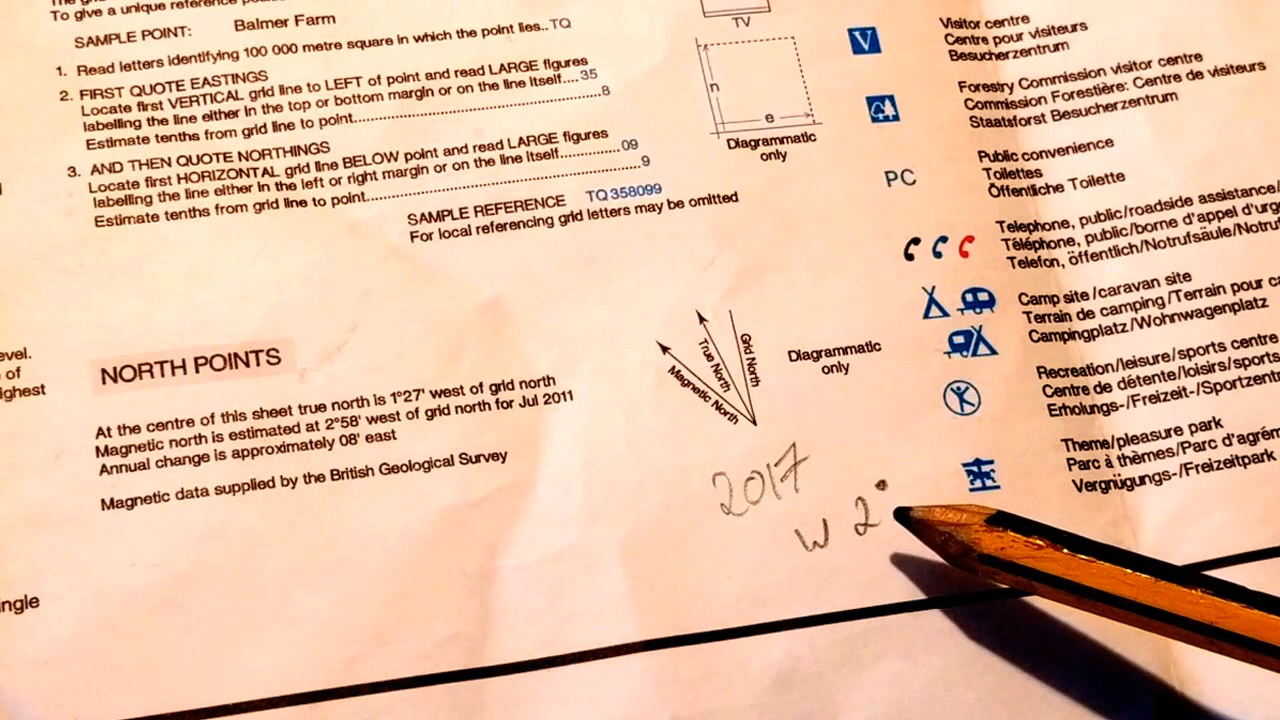 To give a unique reference
SAMPLE POINT: Balmer Farm
1. Read letters identifying 100 000 metre square in which the point lies.. TQ
2. FIRST QUOTE EASTINGS
Locate first VERTICAL grid line to LEFT of point and read LARGE figures
labelling the line either in the top or bottom margin or on the line itself.... 35
Estimate tenths from grid line to point.......................................................... 8
3. AND THEN QUOTE NORTHINGS
Locate first HORIZONTAL grid line BELOW point and read LARGE figures
labelling the line either in the left or right margin or on the line itself............. 09
Estimate tenths from grid line to point................................................................ 9
SAMPLE REFERENCE TQ 358099
For local referencing grid letters may be omitted
TV
n
e
Diagrammatic
only
evel.
of
ighest
NORTH POINTS
At the centre of this sheet true north is 1°27' west of grid north
Magnetic north is estimated at 2°58' west of grid north for Jul 2011
Annual change is approximately 08' east
Magnetic data supplied by the British Geological Survey
Magnetic North
True North
Grid North
Diagrammatic
only
2017
W 2°
ingle
V
Visitor centre
Centre pour visiteurs
Besucherzentrum
Forestry Commission visitor centre
Commission Forestière: Centre de visiteurs
Staatsforst Besucherzentrum
PC
Public convenience
Toilettes
Öffentliche Toilette
Telephone, public/roadside assistance/
Téléphone, public/borne d'appel d'urg
Telefon, öffentlich/Notrufsäule/Notruf
Camp site/caravan site
Terrain de camping/Terrain pour ca
Campingplatz/Wohnwagenplatz
Recreation/leisure/sports centre
Centre de détente/loisirs/sports
Erholungs-/Freizeit-/Sportzent
Theme/pleasure park
Parc à thèmes/Parc d'agrém
Vergnügungs-/Freizeitpark